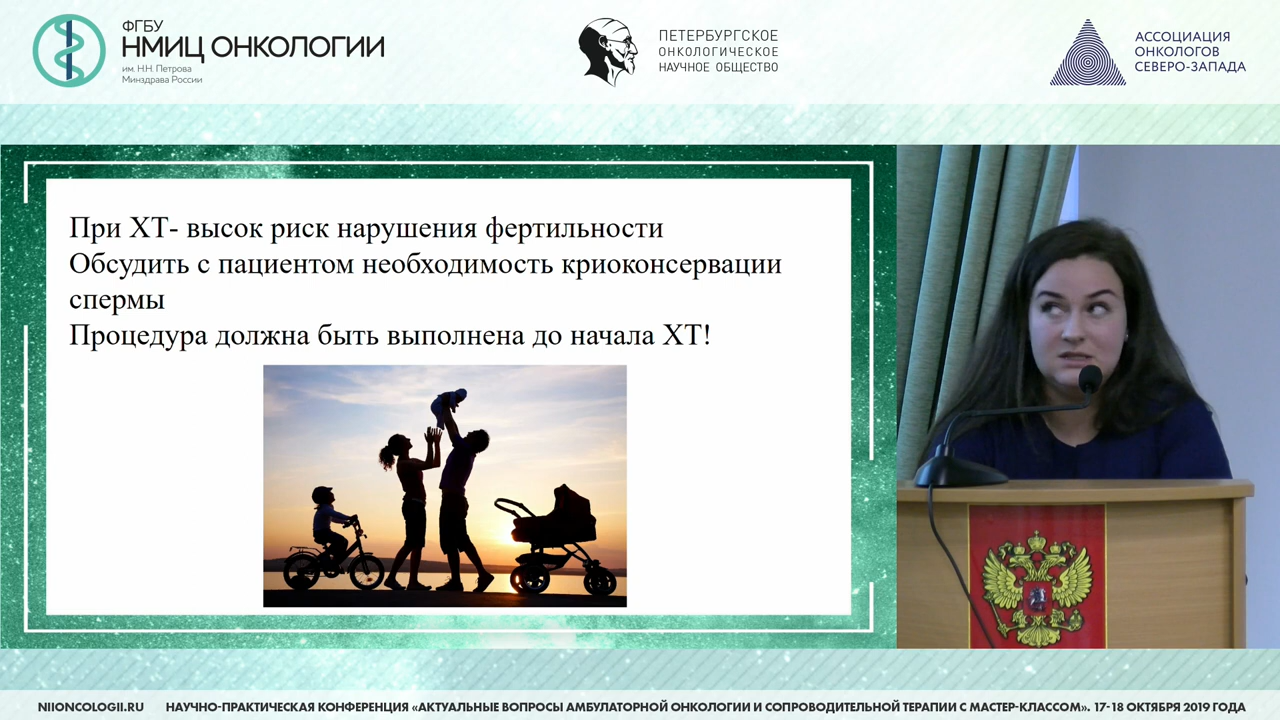 ФГБУ
НМИЦ ОНКОЛОГИИ
им. Н.Н. Петрова
Минздрава России
ПЕТЕРБУРГСКОЕ
ОНКОЛОГИЧЕСКОЕ
НАУЧНОЕ ОБЩЕСТВО
АССОЦИАЦИЯ
ОНКОЛОГОВ
СЕВЕРО-ЗАПАДА
При ХТ- высок риск нарушения фертильности
Обсудить с пациентом необходимость криоконсервации
спермы
Процедура должна быть выполнена до начала ХТ!
NIIONCOLOGII.RU НАУЧНО-ПРАКТИЧЕСКАЯ КОНФЕРЕНЦИЯ «АКТУАЛЬНЫЕ ВОПРОСЫ АМБУЛАТОРНОЙ ОНКОЛОГИИ И СОПРОВОДИТЕЛЬНОЙ ТЕРАПИИ С МАСТЕР-КЛАССОМ». 17-18 ОКТЯБРЯ 2019 ГОДА